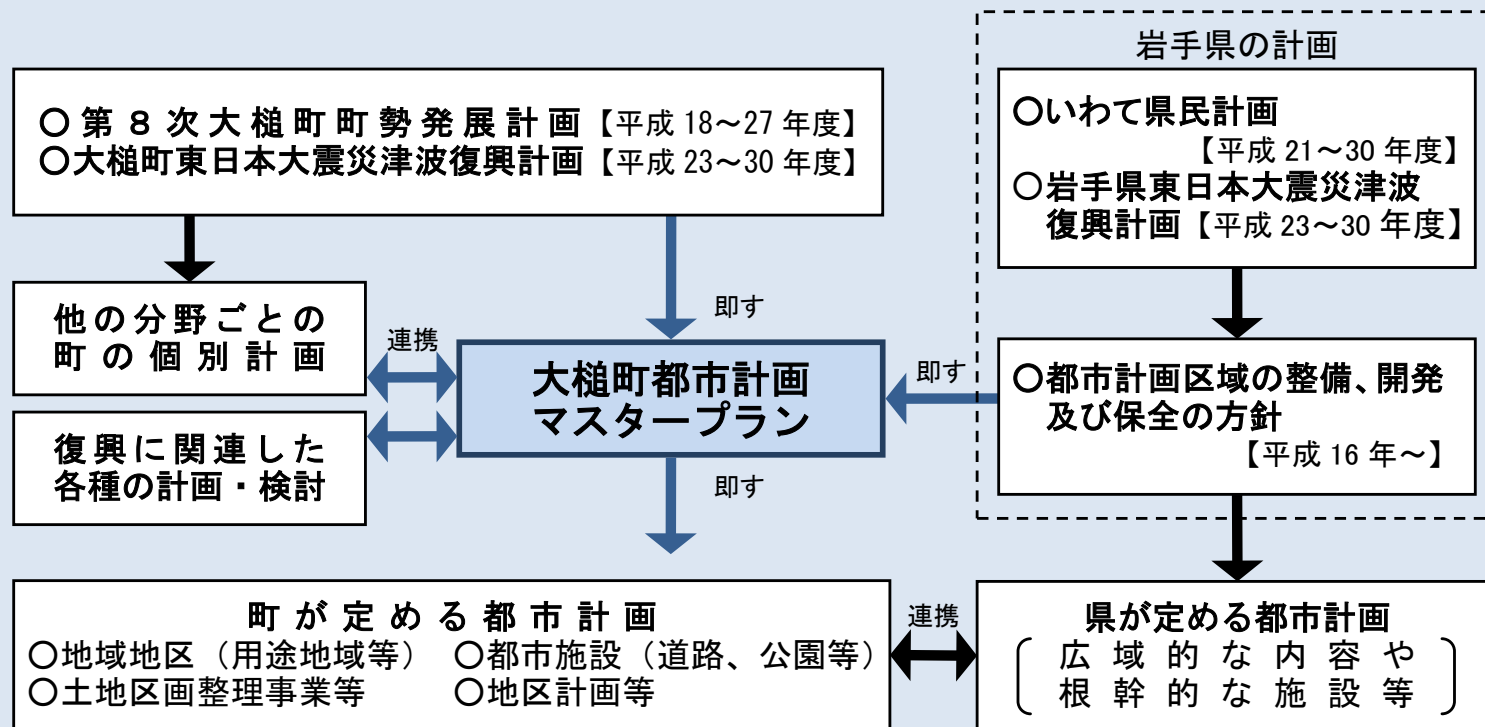 岩手県の計画
〇第8次大槌町町勢発展計画【平成18～27年度】
〇大槌町東日本大震災津波復興計画【平成23～30年度】
〇いわて県民計画
【平成21～30年度】
〇岩手県東日本大震災津波
復興計画【平成23～30年度】
他の分野ごとの
町の個別計画
連携
即す
大槌町都市計画
マスタープラン
即す
〇都市計画区域の整備、開発
及び保全の方針
【平成16年～】
復興に関連した
各種の計画・検討
即す
町が定める都市計画
〇地域地区（用途地域等） 〇都市施設（道路、公園等）
〇土地区画整理事業等 〇地区計画等
連携
県が定める都市計画
広域的な内容や
根幹的な施設等